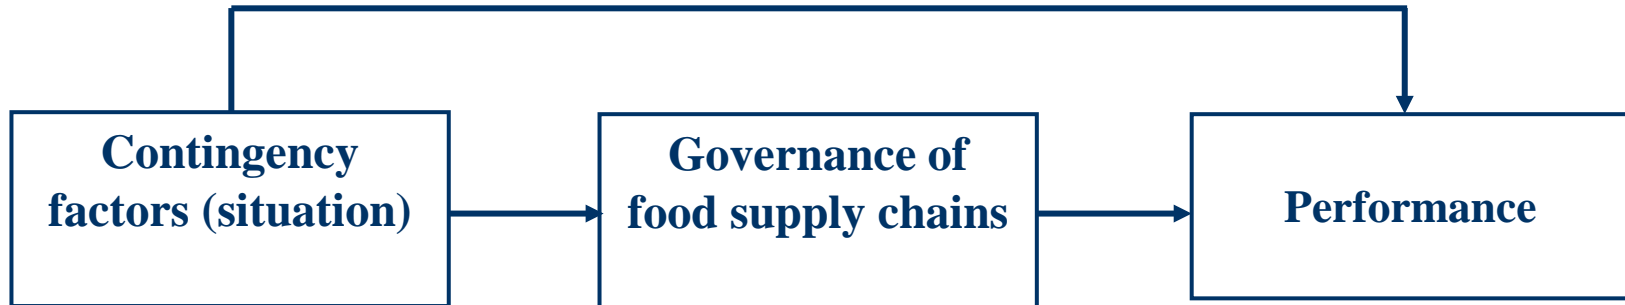 Contingency
factors (situation)
Governance of
food supply chains
Performance